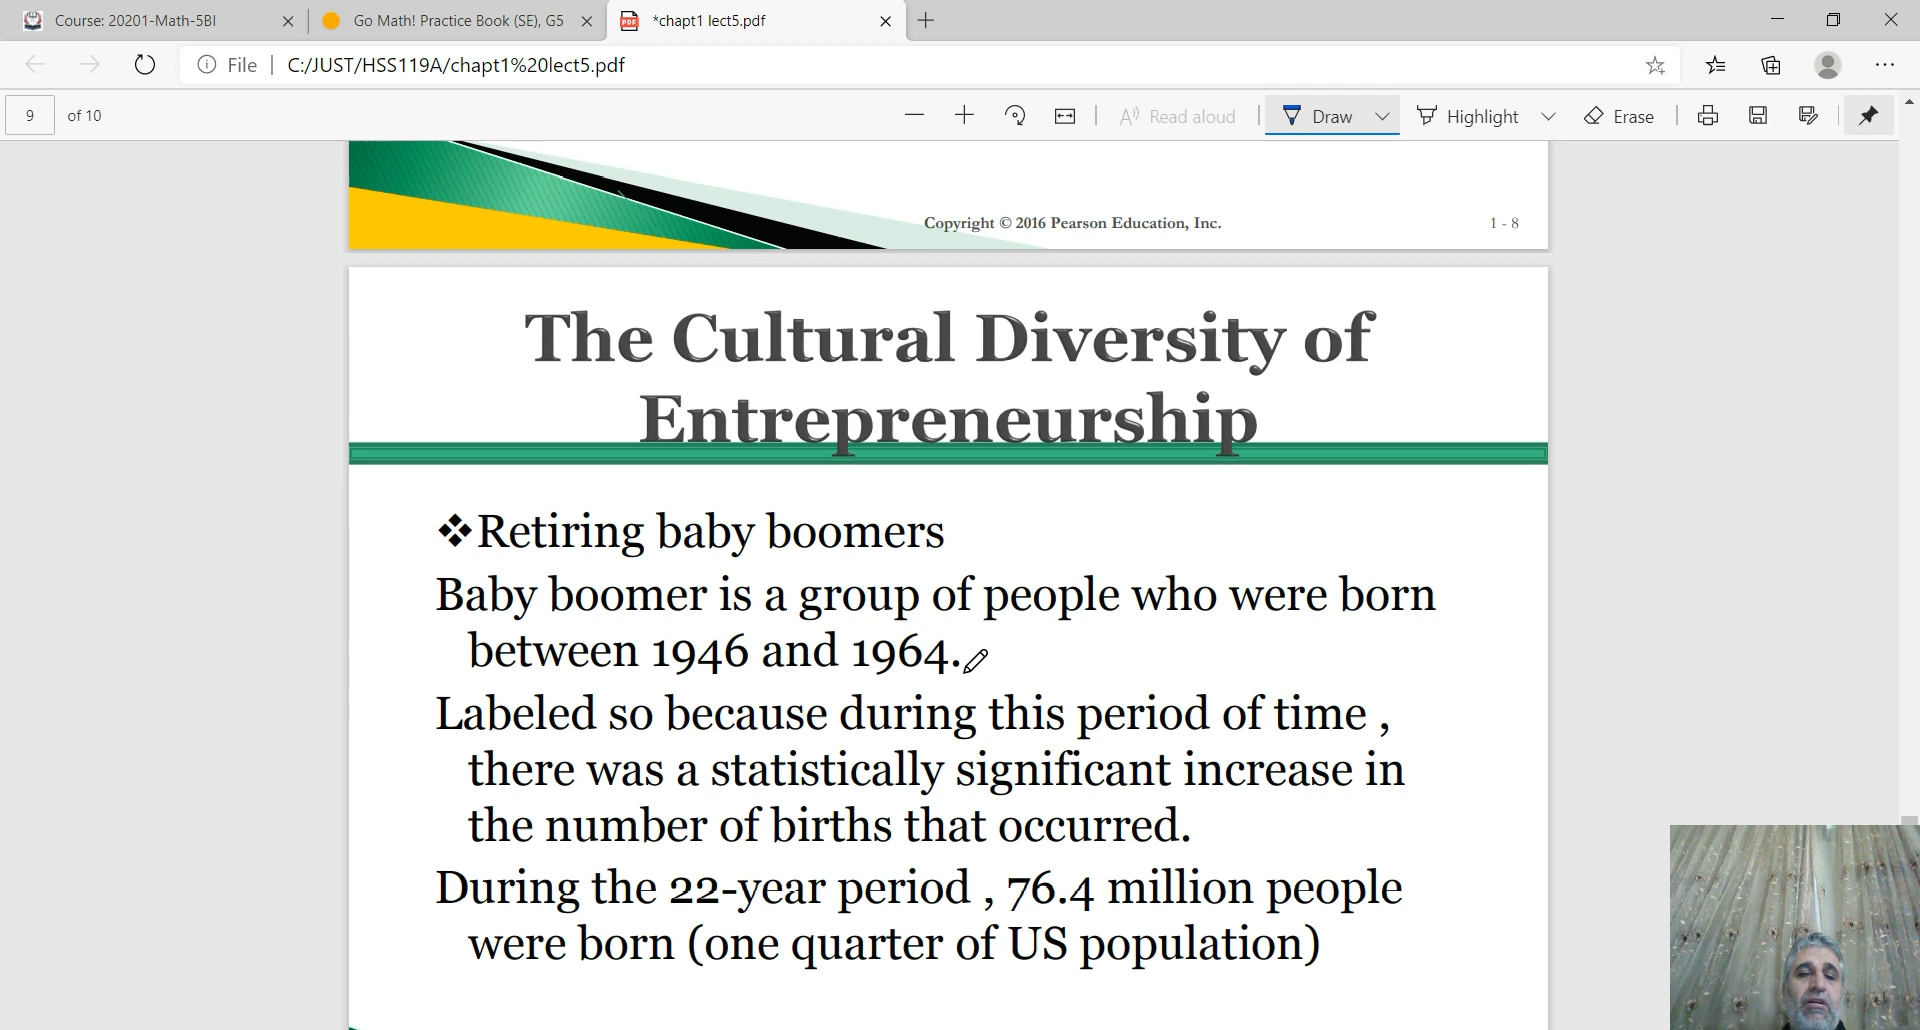 Course: 20201-Math-5BI
Go Math! Practice Book (SE), G5
*chapt1 lect5.pdf
File
C:/JUST/HSS119A/chapt1%20lect5.pdf
9 of 10
Read aloud
Draw
Highlight
Erase
Copyright © 2016 Pearson Education, Inc.
1 - 8
The Cultural Diversity of
Entrepreneurship
❖Retiring baby boomers
Baby boomer is a group of people who were born
between 1946 and 1964.
Labeled so because during this period of time ,
there was a statistically significant increase in
the number of births that occurred.
During the 22-year period , 76.4 million people
were born (one quarter of US population)